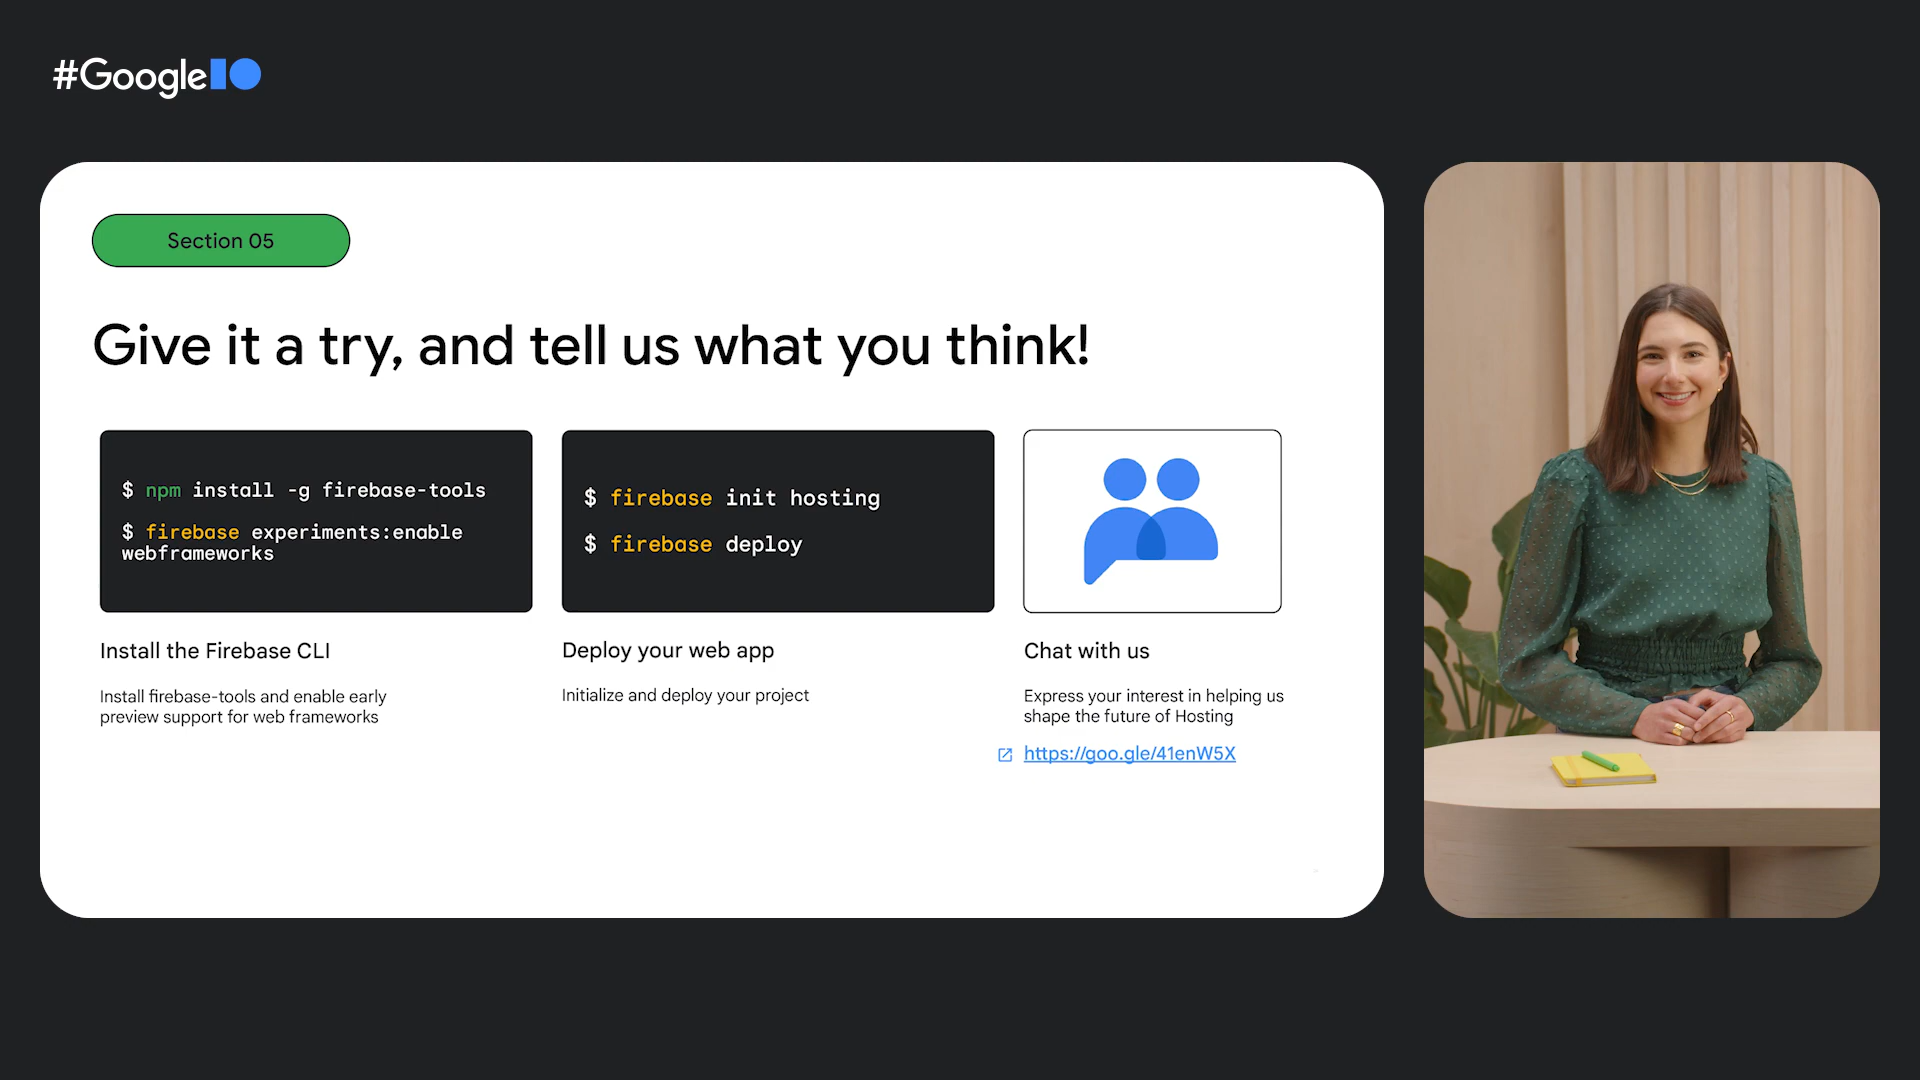 #GoogleIO
Section 05
Give it a try, and tell us what you think!
$ npm install -g firebase-tools
$ firebase experiments:enable
webframeworks
$ firebase init hosting
$ firebase deploy
Install the Firebase CLI
Install firebase-tools and enable early
preview support for web frameworks
Deploy your web app
Initialize and deploy your project
Chat with us
Express your interest in helping us
shape the future of Hosting
https://goo.gle/41enW5X